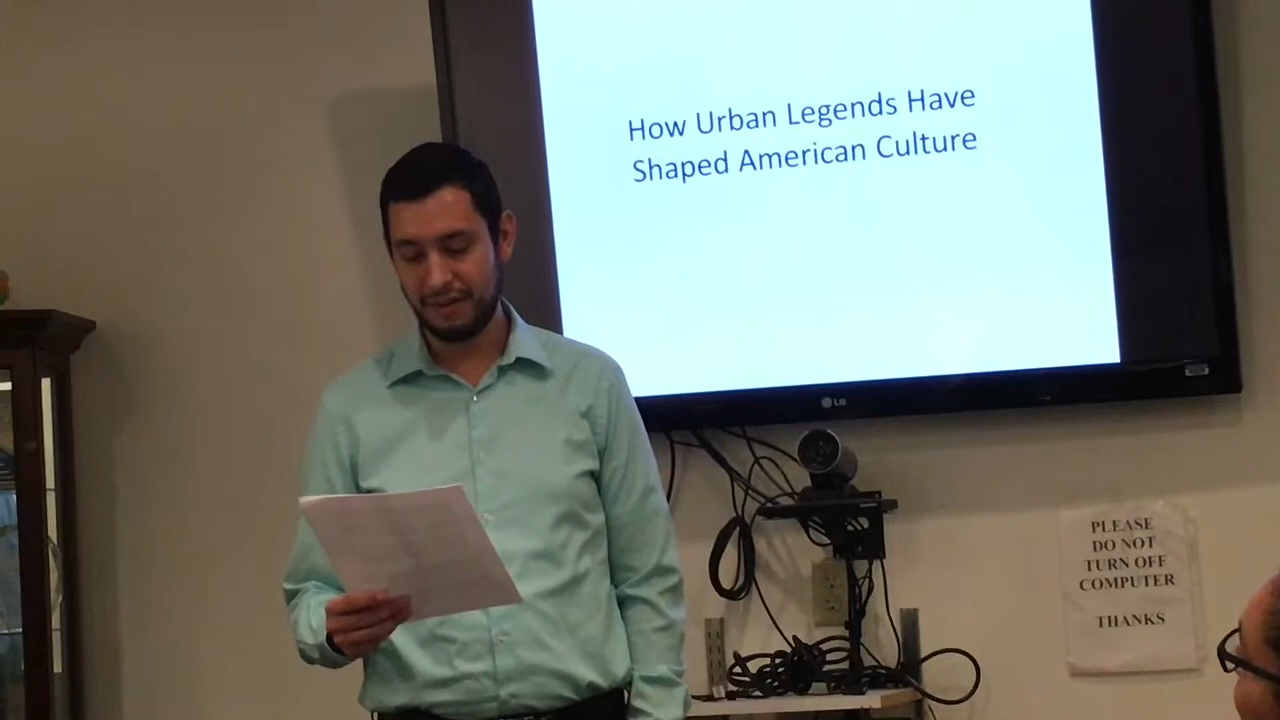 How Urban Legends Have
Shaped American Culture
LG
PLEASE
DO NOT
TURN OFF
COMPUTER
THANKS